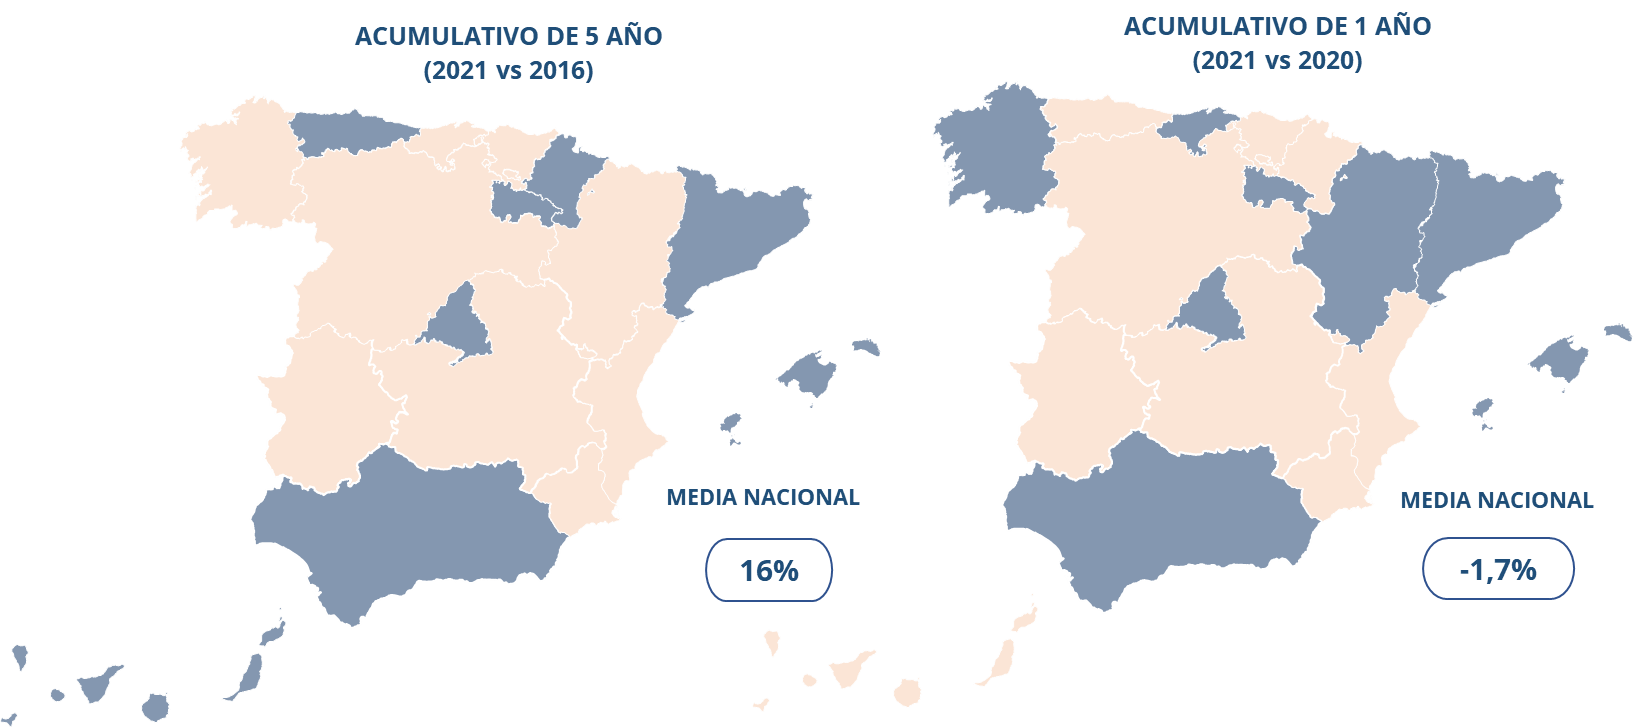 ACUMULATIVO DE 5 AÑO
(2021 vs 2016)
MEDIA NACIONAL
16%
ACUMULATIVO DE 1 AÑO
(2021 vs 2020)
MEDIA NACIONAL
-1,7%